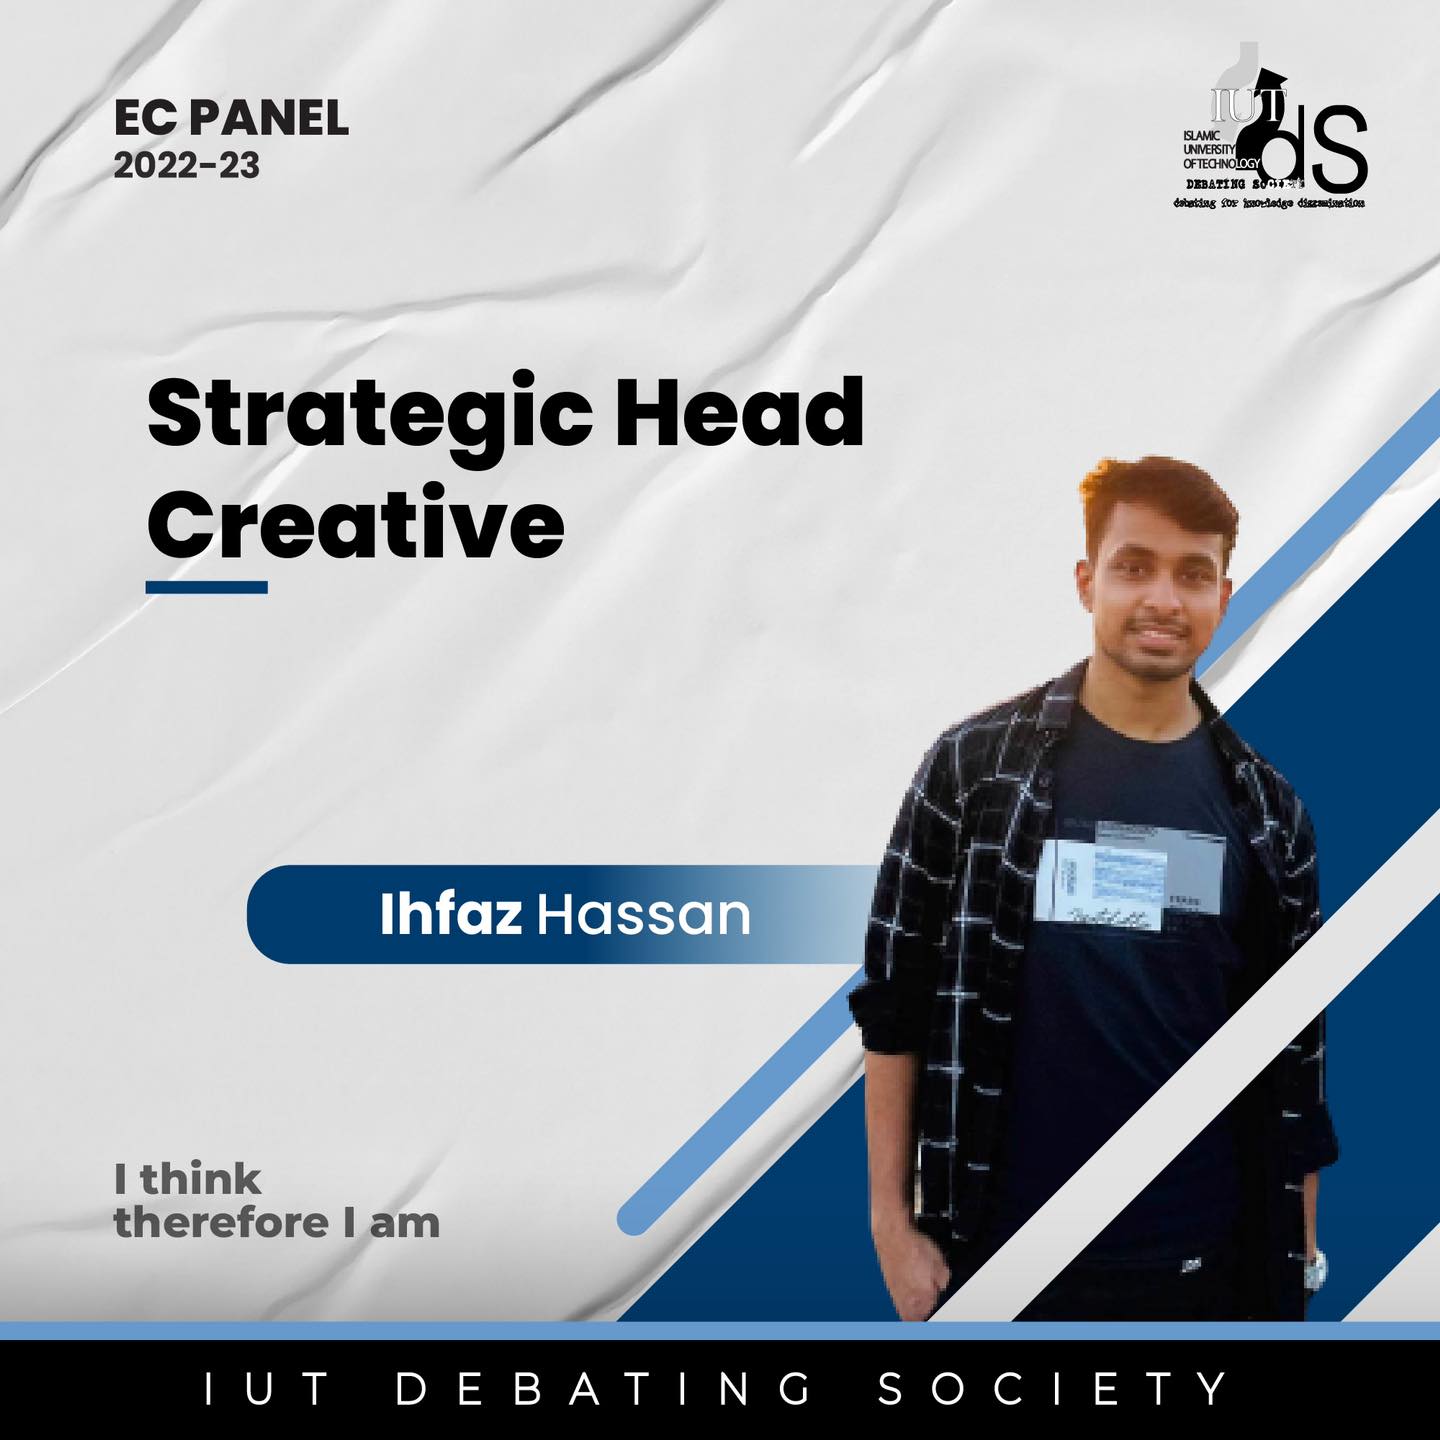 EC PANEL
2022-23
IUT
ISLAMIC
UNIVERSITY
OF TECHNOLOGY
dS
DEBATING SOCIETY
debating for knowledge dissemination
Strategic Head
Creative
Ihfaz Hassan
I think
therefore I am
IUT DEBATING SOCIETY